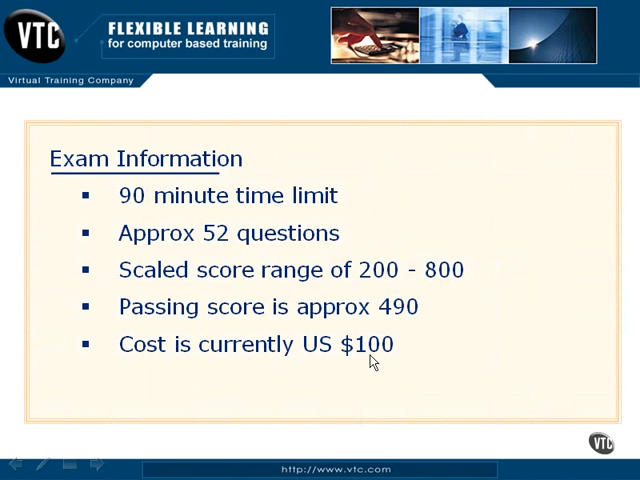 VTC
FLEXIBLE LEARNING
for computer based training
Virtual Training Company
Exam Information
▪ 90 minute time limit
▪ Approx 52 questions
▪ Scaled score range of 200 - 800
▪ Passing score is approx 490
▪ Cost is currently US $100
VTC
http://www.vtc.com